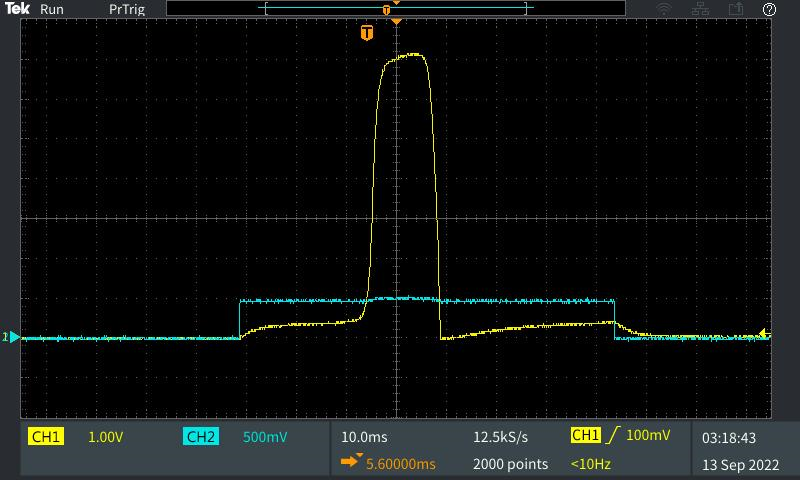 Tek Run PrTrig
T
T
1
CH1 1.00V CH2 500mV 10.0ms 12.5kS/s CH1 100mV 03:18:43
5.60000ms 2000 points <10Hz 13 Sep 2022